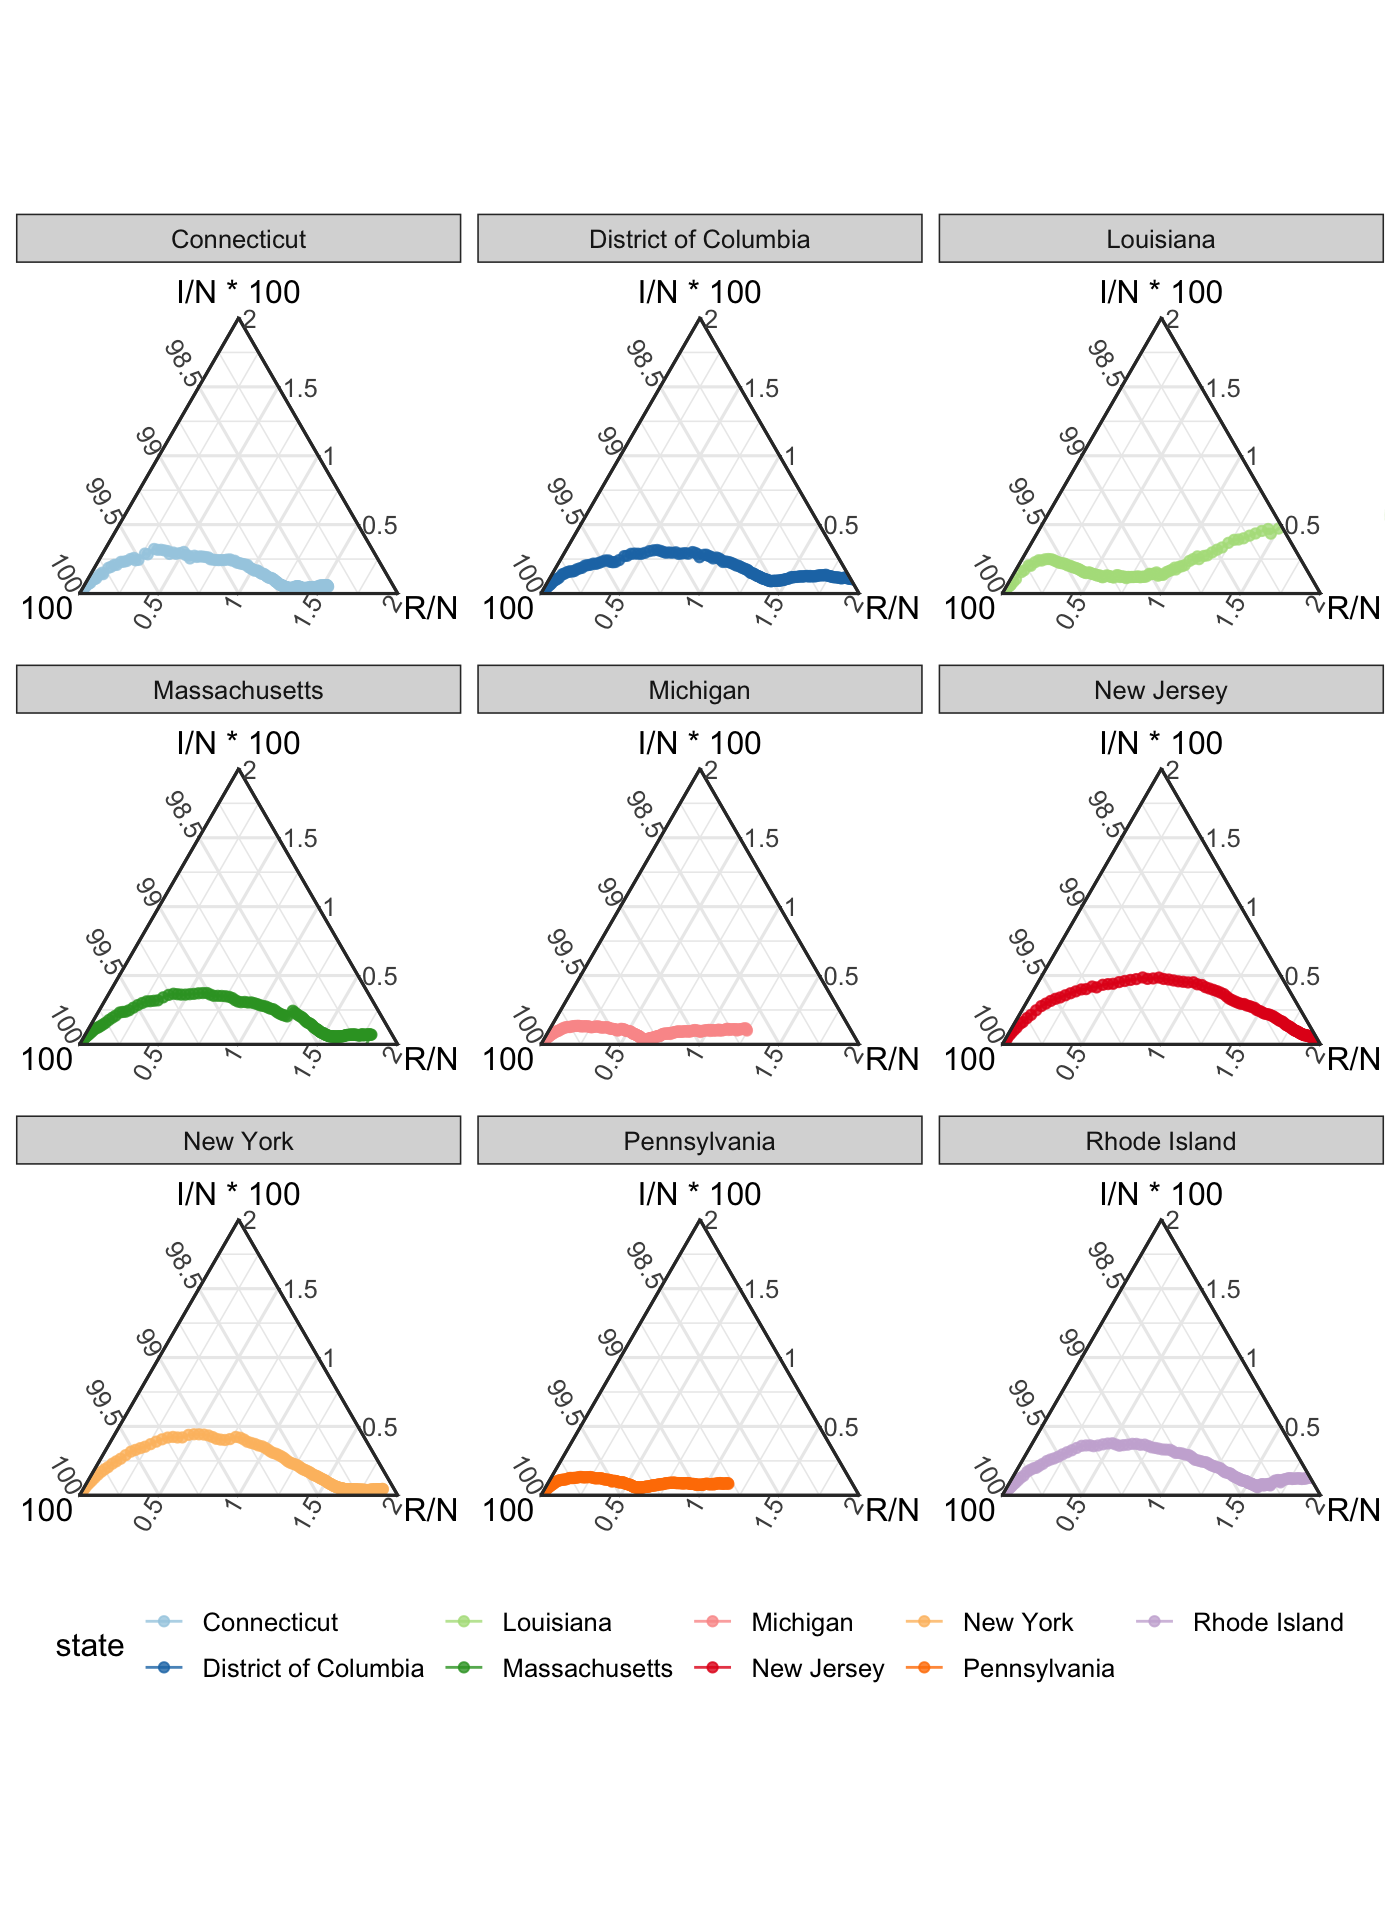 Connecticut District of Columbia Louisiana
I/N * 100 I/N * 100 I/N * 100
2 2 2
98.5 1.5 98.5 1.5 98.5 1.5
99 1 99 1 99 1
99.5 0.5 99.5 0.5 99.5 0.5
100 100 100
100 0.5 1 1.5 2 R/N 100 0.5 1 1.5 2 R/N 100 0.5 1 1.5 2 R/N
Massachusetts Michigan New Jersey
I/N * 100 I/N * 100 I/N * 100
2 2 2
98.5 1.5 98.5 1.5 98.5 1.5
99 1 99 1 99 1
99.5 0.5 99.5 0.5 99.5 0.5
100 100 100
100 0.5 1 1.5 2 R/N 100 0.5 1 1.5 2 R/N 100 0.5 1 1.5 2 R/N
New York Pennsylvania Rhode Island
I/N * 100 I/N * 100 I/N * 100
2 2 2
98.5 1.5 98.5 1.5 98.5 1.5
99 1 99 1 99 1
99.5 0.5 99.5 0.5 99.5 0.5
100 100 100
100 0.5 1 1.5 2 R/N 100 0.5 1 1.5 2 R/N 100 0.5 1 1.5 2 R/N
state
Connecticut Louisiana Michigan New York Rhode Island
District of Columbia Massachusetts New Jersey Pennsylvania